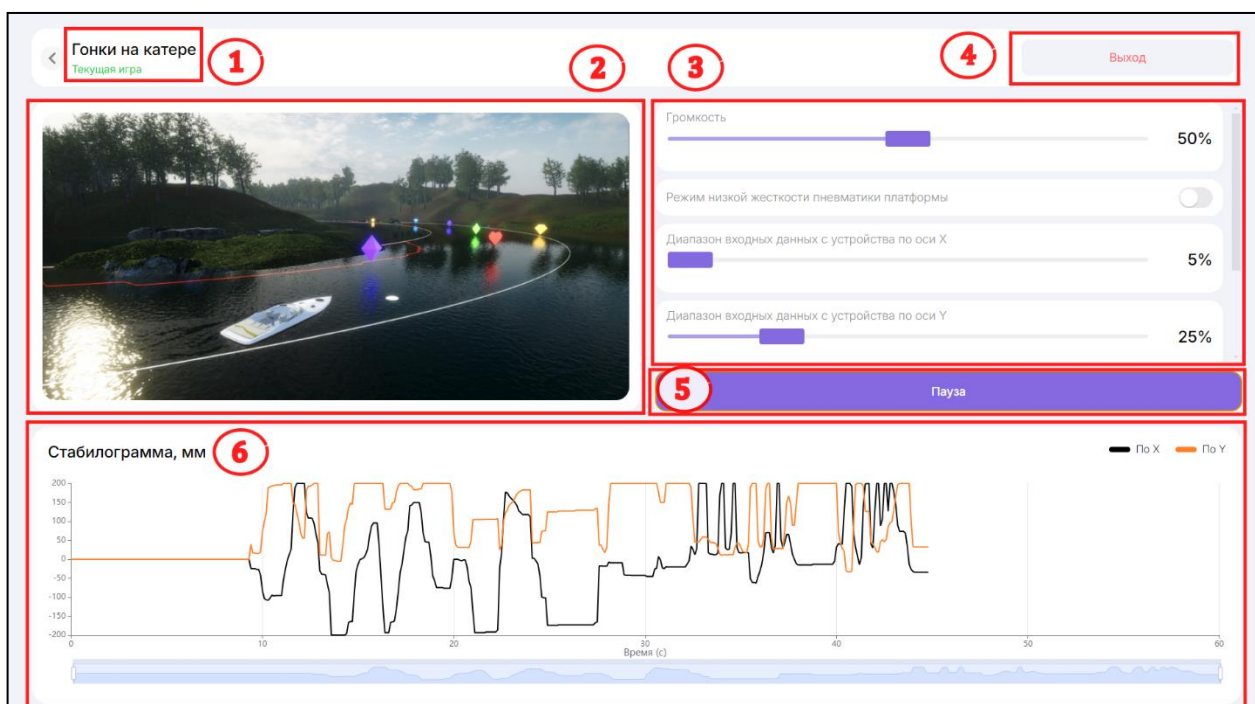 Гонки на катере
Текущая игра
1
2
3
4
Выход
Громкость
50%
Режим низкой жесткости пневматики платформы
Диапазон входных данных с устройства по оси X
5%
Диапазон входных данных с устройства по оси Y
25%
5
Пауза
Стабилограмма, мм
6
По X
По Y
200
150
100
50
0
-50
-100
-150
-200
0
10
20
30
40
50
60
Время (с)